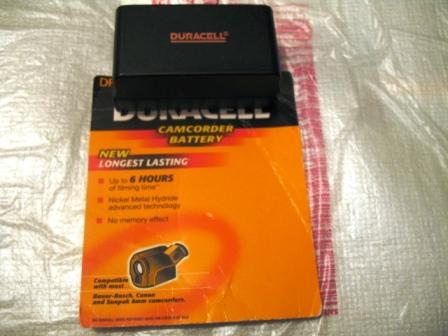 DURACELL
DURACELL
CAMCORDER
BATTERY
NEW
LONGEST LASTING
Up to 6 HOURS
of filming time
Nickel Metal Hydride
advanced technology
No memory effect
Compatible
with most...
Bauer-Bosch, Canon
and Sanpak 8mm camcorders.